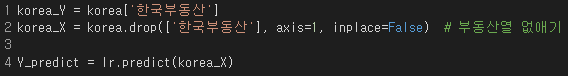 1 korea_Y = korea['한국부동산']
2 korea_X = korea.drop(['한국부동산'], axis=1, inplace=False)  # 부동산열 없애기
3
4 Y_predict = lr.predict(korea_X)